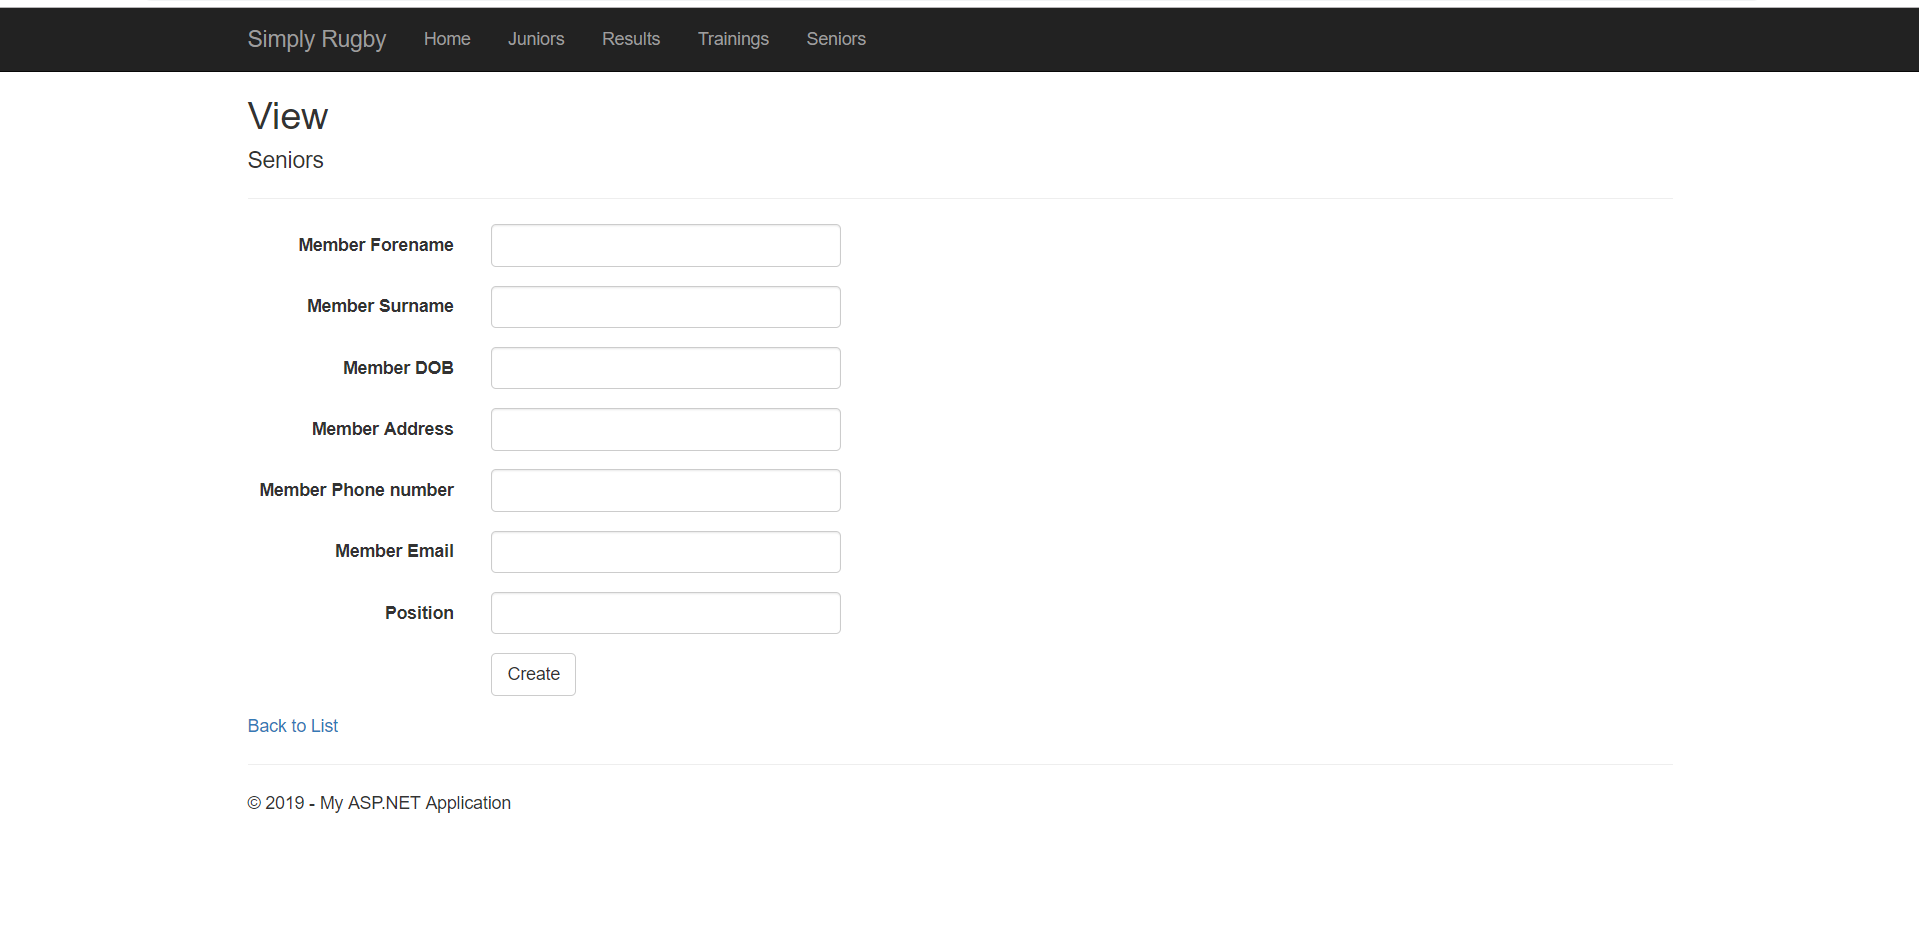 Simply Rugby Home Juniors Results Trainings Seniors
View
Seniors
Member Forename
Member Surname
Member DOB
Member Address
Member Phone number
Member Email
Position
Create
Back to List
© 2019 - My ASP.NET Application